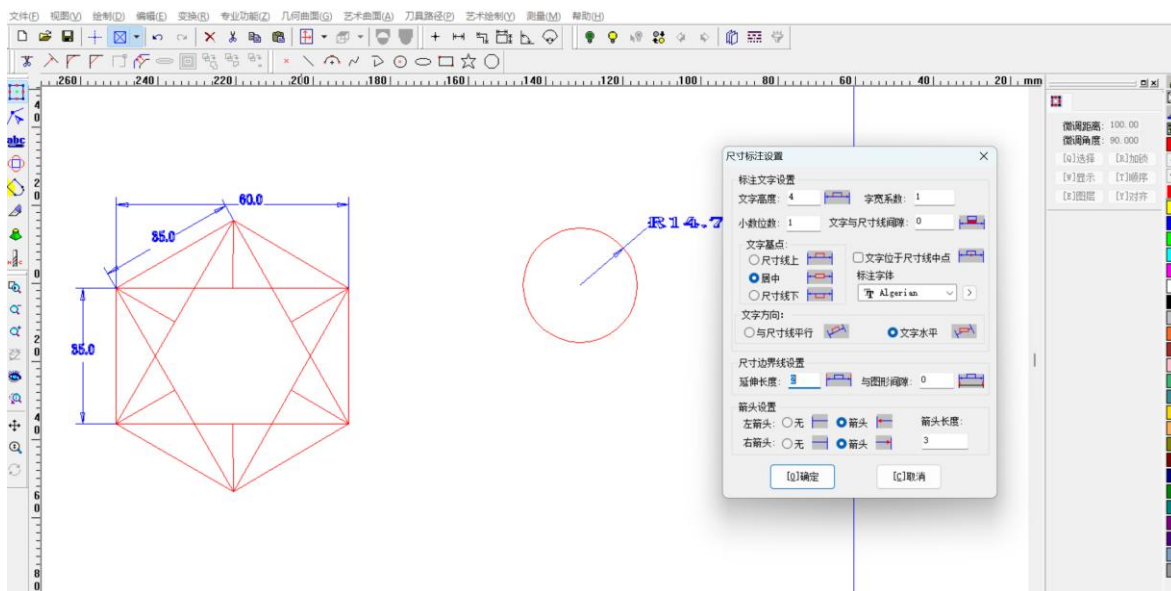 文件(F) 视图(V) 绘制(D) 编辑(E) 变换(R) 专业功能(Z) 几何曲面(G) 艺术曲面(A) 刀具路径(P) 艺术绘制(Y) 测量(M) 帮助(H)
260 240 220 200 180 160 140 120 100 80 60 40 20 mm
40
20
0
20
40
60
80
abc
60.0
35.0
35.0
R14.7
尺寸标注设置
标注文字设置
文字高度: 4 字宽系数: 1
小数位数: 1 文字与尺寸线间隙: 0
文字基点:
尺寸线上 文字位于尺寸线中点
居中 标注字体
尺寸线下 Algerian >
文字方向:
与尺寸线平行 文字水平
尺寸边界线设置
延伸长度: 2 与图形间隙: 0
箭头设置
左箭头: 无 箭头 箭头长度:
右箭头: 无 箭头 3
[O]确定 [C]取消
微调距离: 100.00
微调角度: 90.000
[Q]选择 [R]加锁
[W]显示 [T]顺序
[E]图层 [Y]对齐